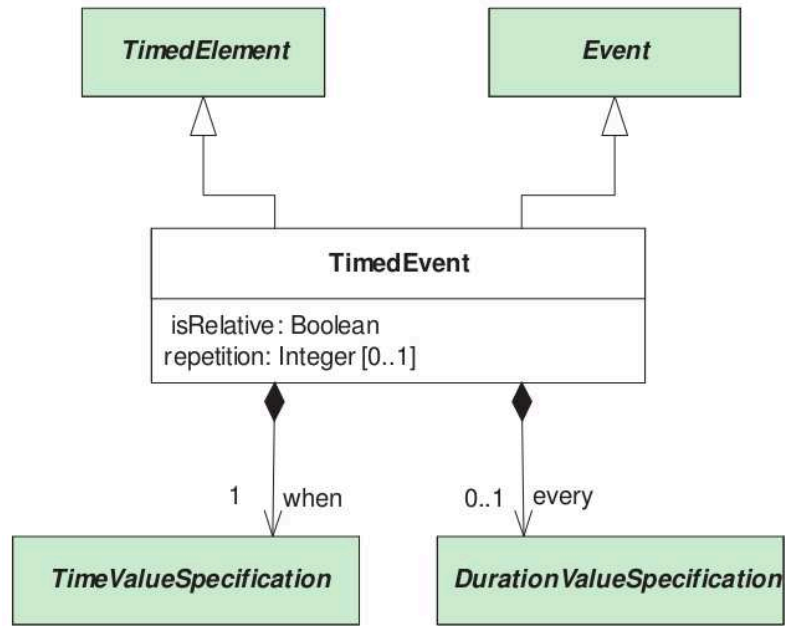 TimedElement
Event
TimedEvent
isRelative: Boolean
repetition: Integer [0..1]
1 when
0..1 every
TimeValueSpecification
DurationValueSpecification